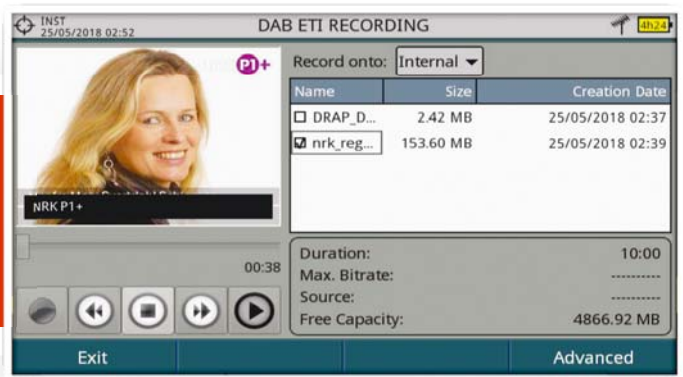 INST
25/05/2018 02:52
DAB ETI RECORDING
4h24
P1+
NRK P1+
00:38
Record onto: Internal
Name Size Creation Date
DRAP_D... 2.42 MB 25/05/2018 02:37
nrk_reg... 153.60 MB 25/05/2018 02:39
Duration: 10:00
Max. Bitrate: ----------
Source: ----------
Free Capacity: 4866.92 MB
Exit
Advanced